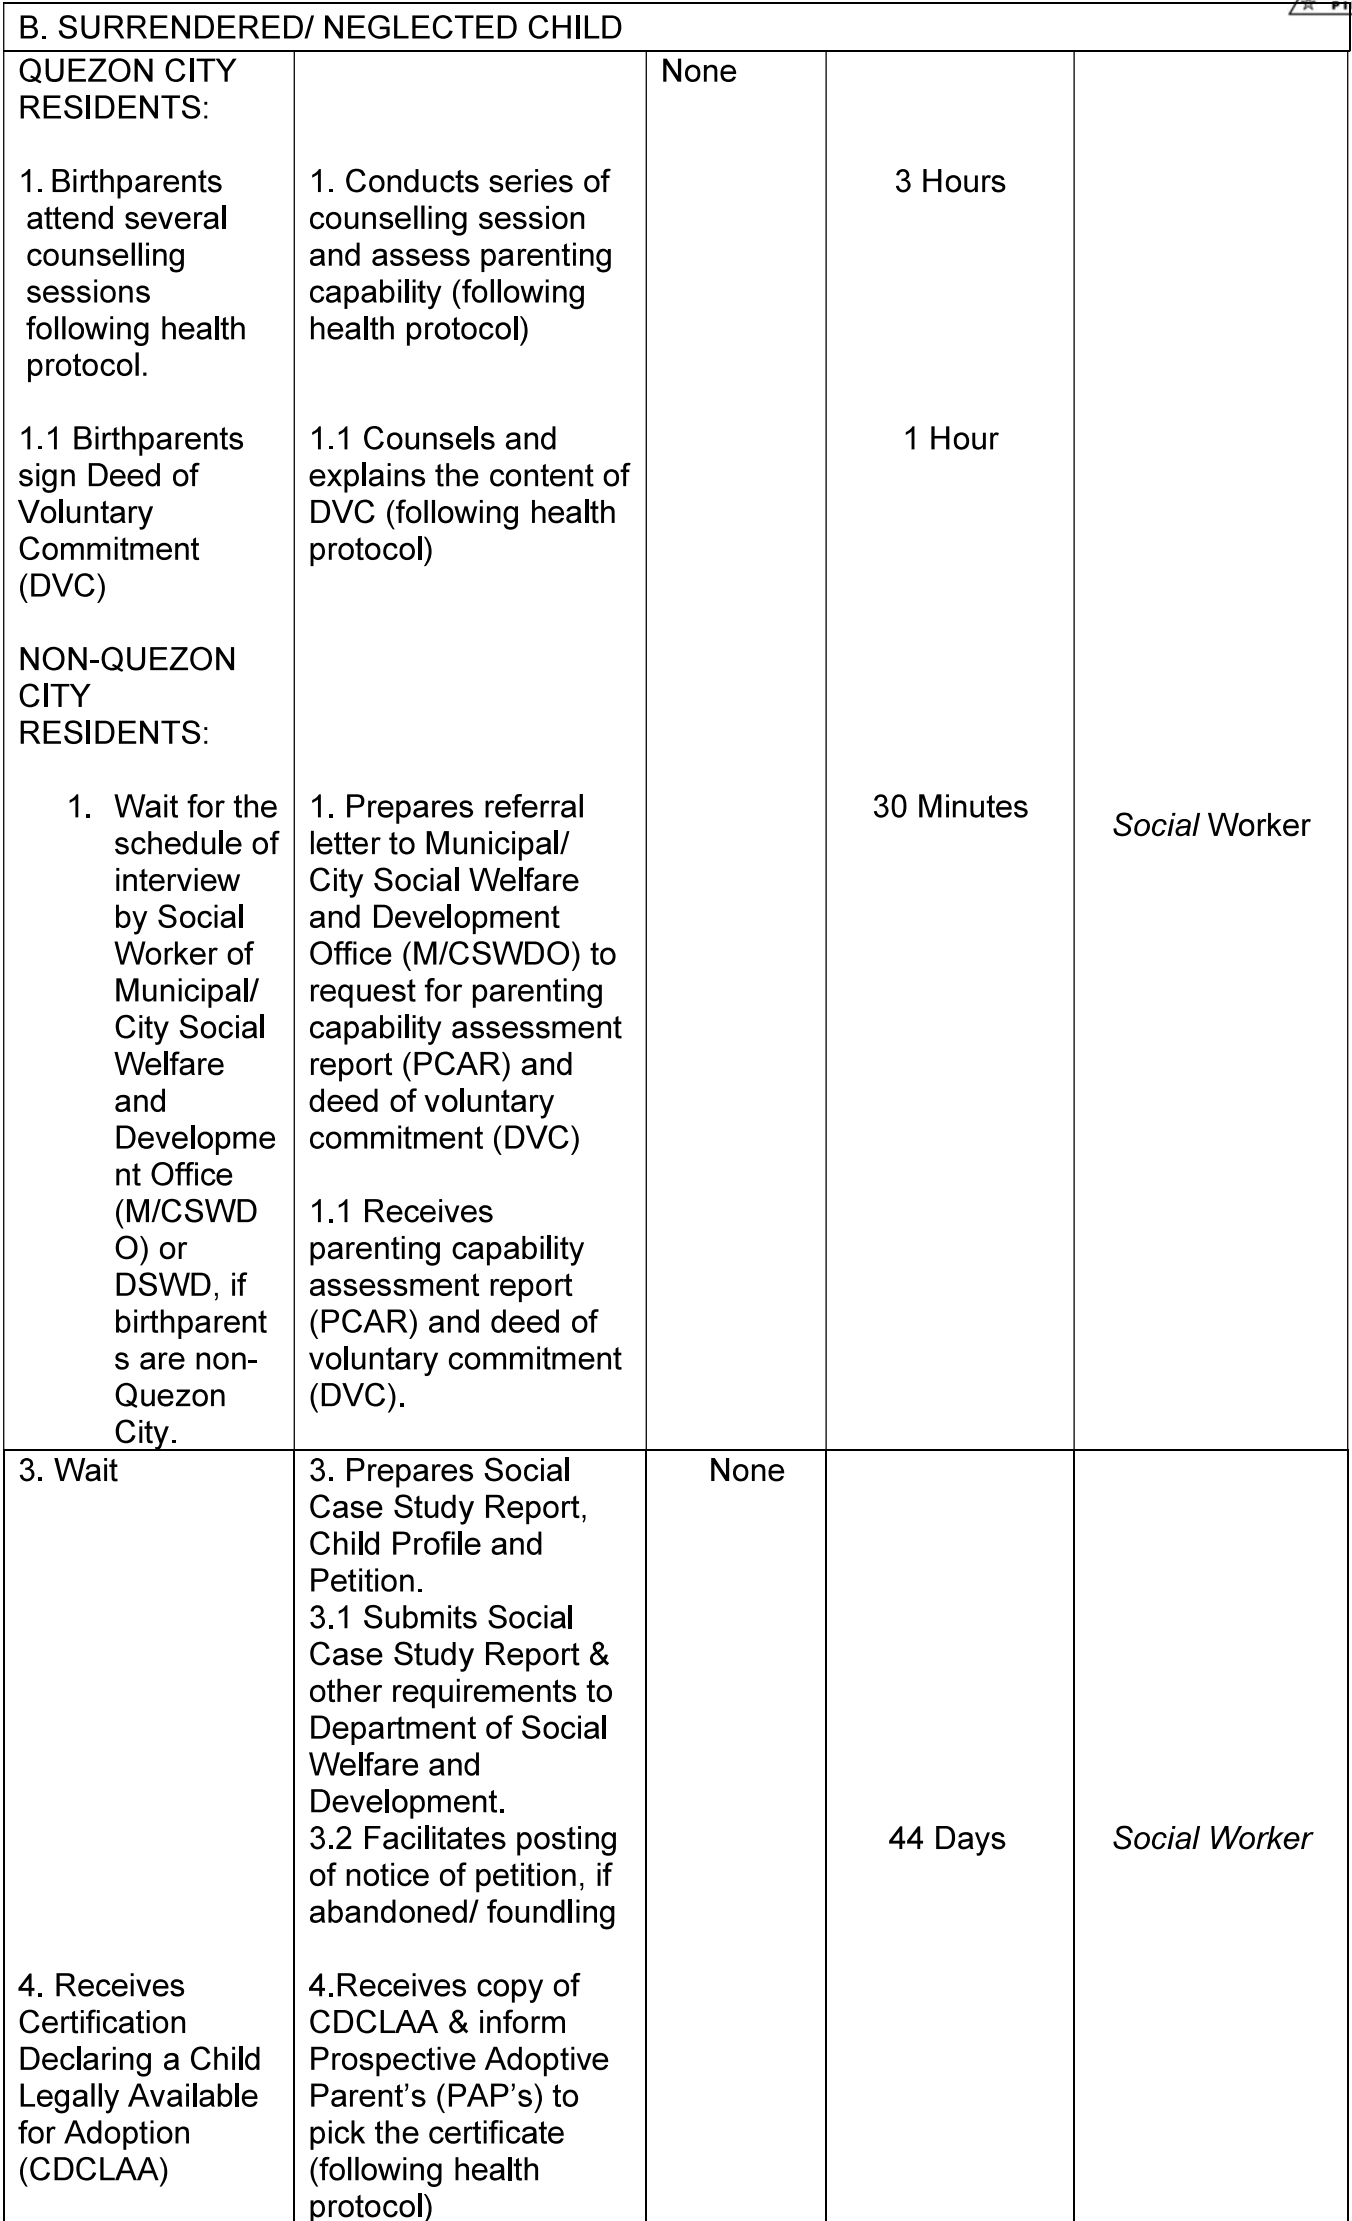 B. SURRENDERED/ NEGLECTED CHILD
QUEZON CITY
RESIDENTS:
None
1. Birthparents
attend several
counselling
sessions
following health
protocol.
1. Conducts series of
counselling session
and assess parenting
capability (following
health protocol)
3 Hours
1.1 Birthparents
sign Deed of
Voluntary
Commitment
(DVC)
1.1 Counsels and
explains the content of
DVC (following health
protocol)
1 Hour
NON-QUEZON
CITY
RESIDENTS:
1. Wait for the
schedule of
interview
by Social
Worker of
Municipal/
City Social
Welfare
and
Developme
nt Office
(M/CSWD
O) or
DSWD, if
birthparent
s are non-
Quezon
City.
1. Prepares referral
letter to Municipal/
City Social Welfare
and Development
Office (M/CSWDO) to
request for parenting
capability assessment
report (PCAR) and
deed of voluntary
commitment (DVC)
1.1 Receives
parenting capability
assessment report
(PCAR) and deed of
voluntary commitment
(DVC).
30 Minutes
Social Worker
3. Wait
3. Prepares Social
Case Study Report,
Child Profile and
Petition.
3.1 Submits Social
Case Study Report &
other requirements to
Department of Social
Welfare and
Development.
3.2 Facilitates posting
of notice of petition, if
abandoned/ foundling
None
44 Days
Social Worker
4. Receives
Certification
Declaring a Child
Legally Available
for Adoption
(CDCLAA)
4.Receives copy of
CDCLAA & inform
Prospective Adoptive
Parent’s (PAP’s) to
pick the certificate
(following health
protocol)